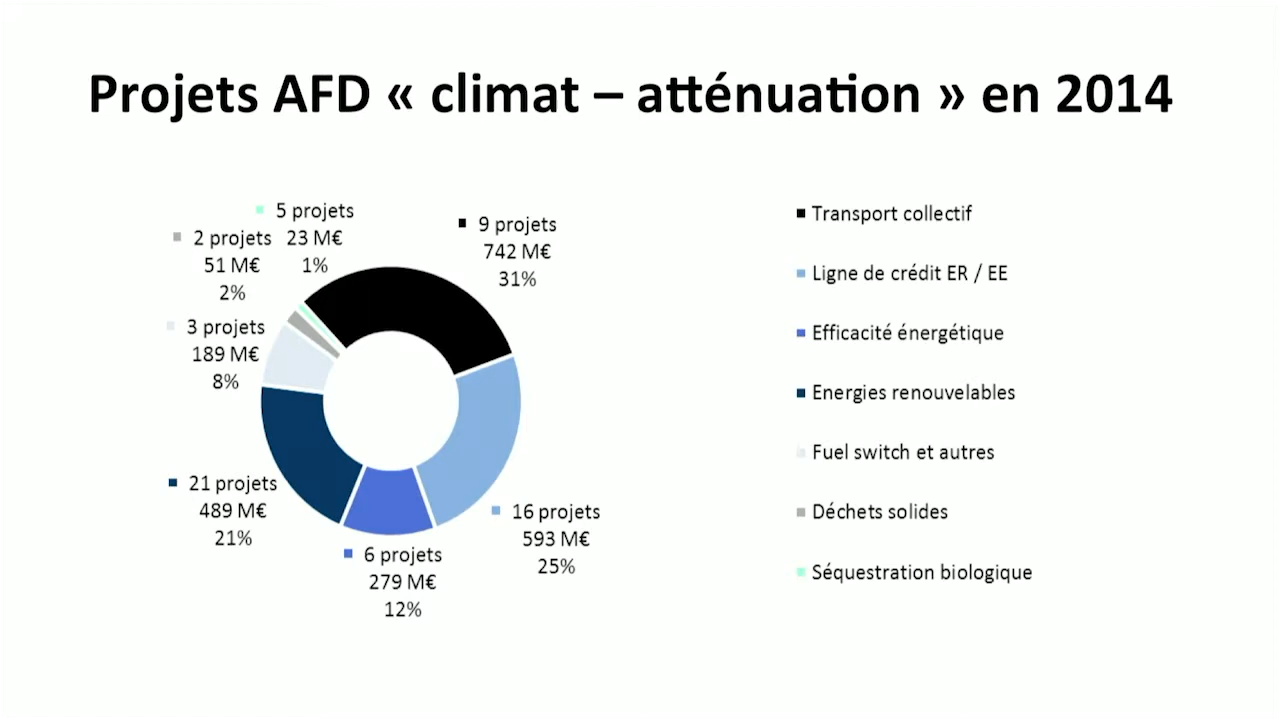 Projets AFD « climat – atténuation » en 2014
5 projets
23 M€
1%
9 projets
742 M€
31%
2 projets
51 M€
2%
3 projets
189 M€
8%
21 projets
489 M€
21%
6 projets
279 M€
12%
16 projets
593 M€
25%
Transport collectif
Ligne de crédit ER / EE
Efficacité énergétique
Energies renouvelables
Fuel switch et autres
Déchets solides
Séquestration biologique